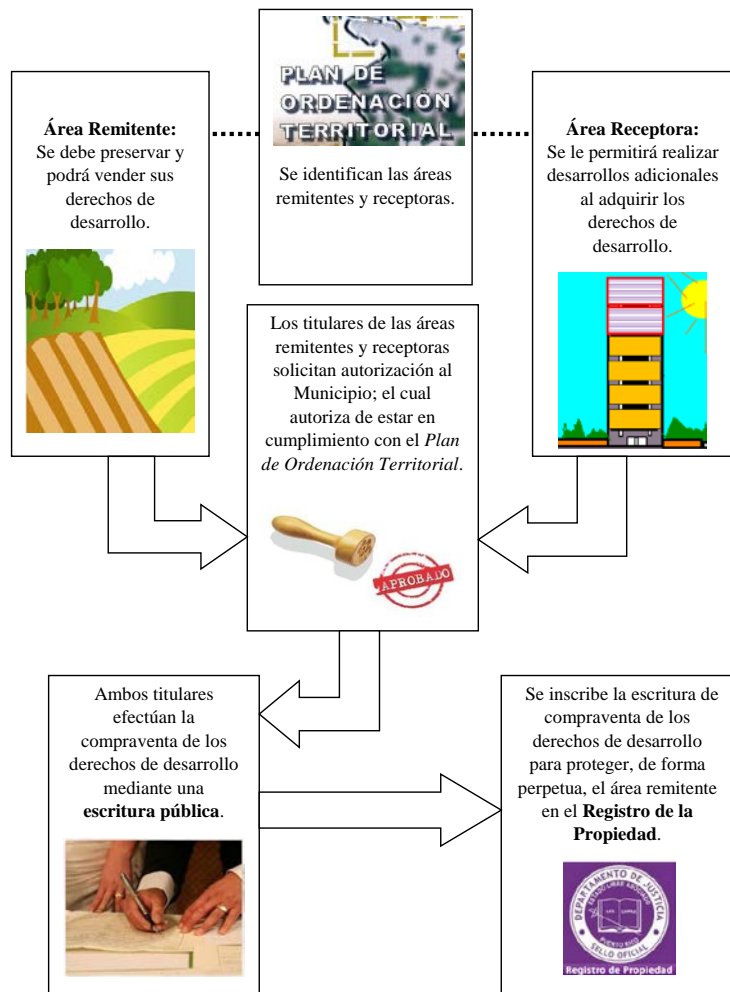 PLAN DE
ORDENACIÓN
TERRITORIAL
Se identifican las áreas
remitentes y receptoras.
Área Remitente:
Se debe preservar y
podrá vender sus
derechos de
desarrollo.
Área Receptora:
Se le permitirá realizar
desarrollos adicionales
al adquirir los
derechos de
desarrollo.
Los titulares de las áreas
remitentes y receptoras
solicitan autorización al
Municipio; el cual
autoriza de estar en
cumplimiento con el Plan
de Ordenación Territorial.
APROBADO
Ambos titulares
efectúan la
compraventa de los
derechos de desarrollo
mediante una
escritura pública.
Se inscribe la escritura de
compraventa de los
derechos de desarrollo
para proteger, de forma
perpetua, el área remitente
en el Registro de la
Propiedad.
DEPARTAMENTO DE JUSTICIA
ESTADO LIBRE ASOCIADO
PUERTO RICO
SELLO OFICIAL
Registro de Propiedad